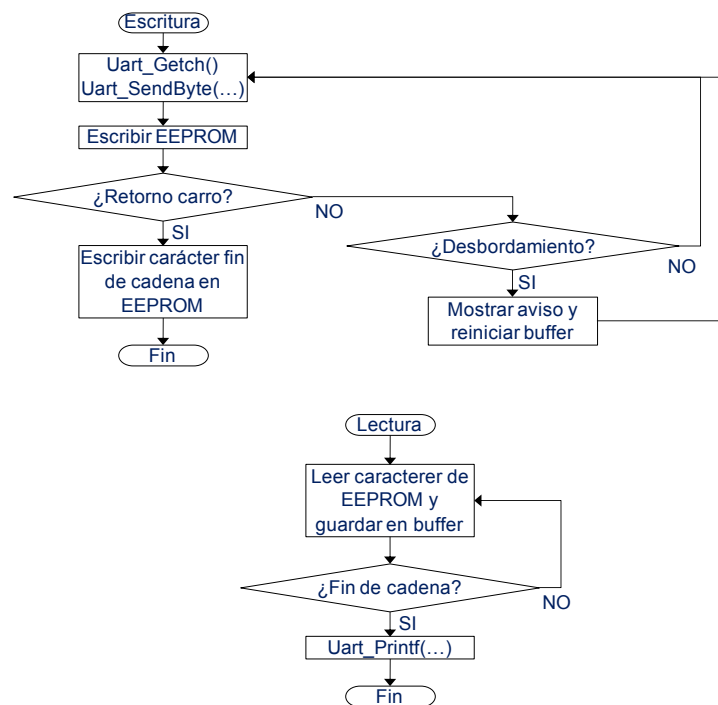 Escritura
Uart_Getch()
Uart_SendByte(…)
Escribir EEPROM
¿Retorno carro?
NO
SI
¿Desbordamiento?
NO
SI
Escribir carácter fin
de cadena en
EEPROM
Mostrar aviso y
reiniciar buffer
Fin
Lectura
Leer caracterer de
EEPROM y
guardar en buffer
¿Fin de cadena?
NO
SI
Uart_Printf(…)
Fin